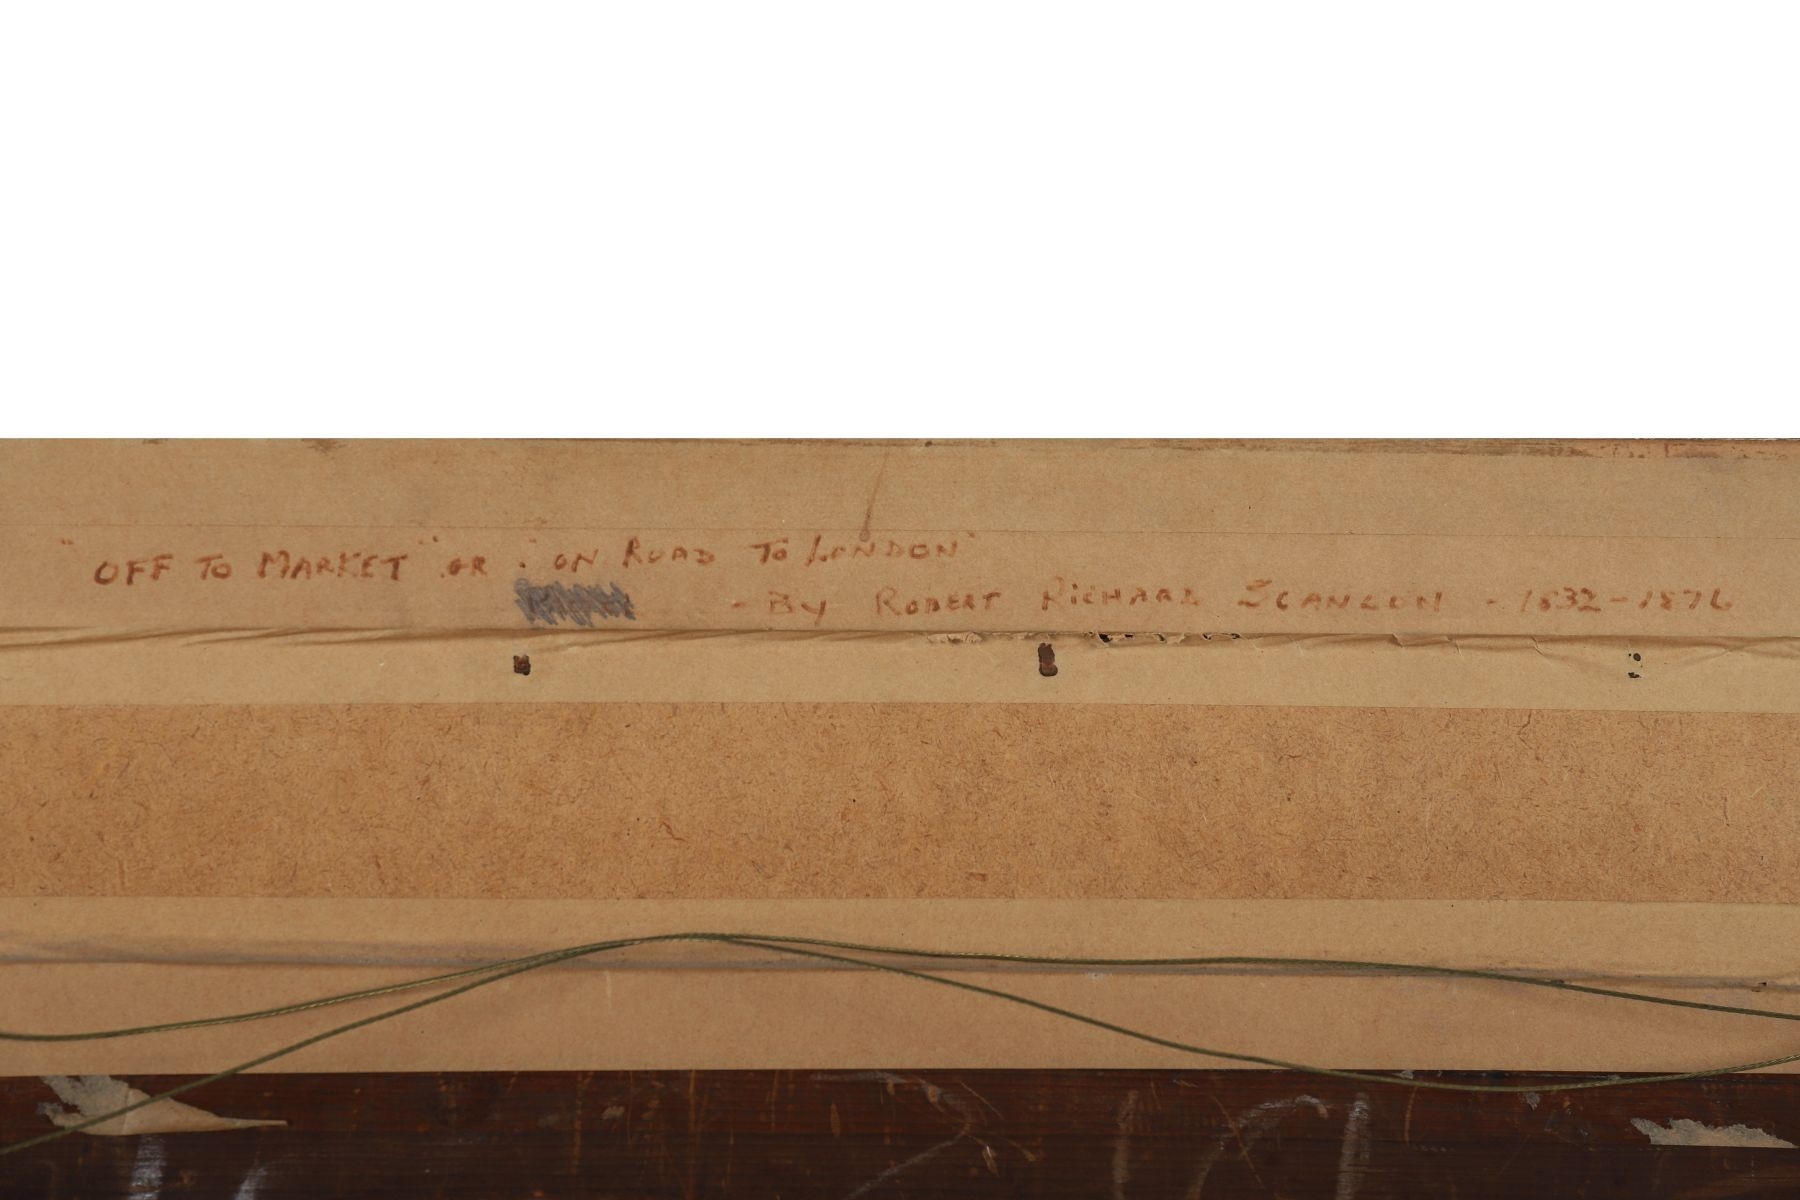 "OFF TO MARKET" OR "ON ROAD TO LONDON"
- BY ROBERT RICHARD SCANLON - 1832-1876